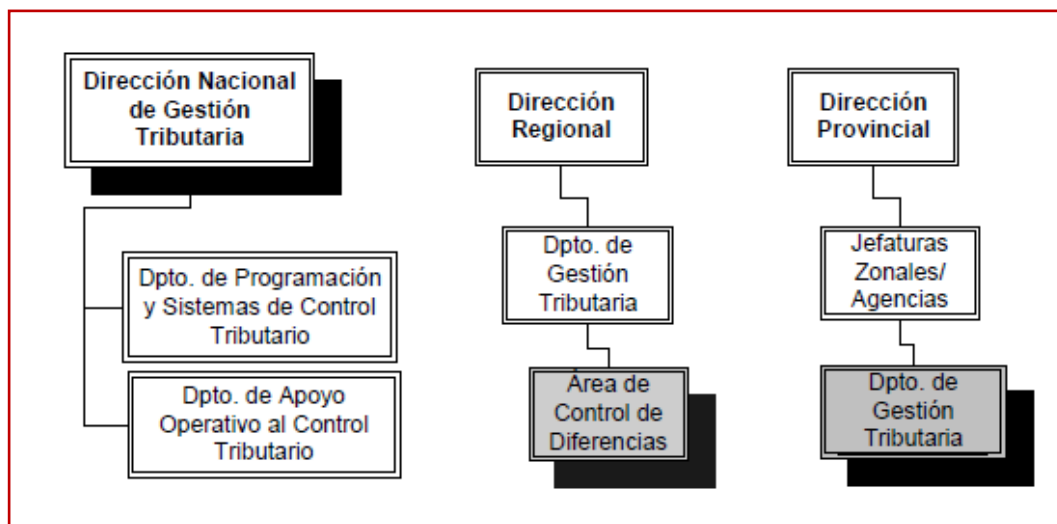 Dirección Nacional
de Gestión
Tributaria
Dpto. de Programación
y Sistemas de Control
Tributario
Dpto. de Apoyo
Operativo al Control
Tributario
Dirección
Regional
Dpto. de
Gestión
Tributaria
Área de
Control de
Diferencias
Dirección
Provincial
Jefaturas
Zonales/
Agencias
Dpto. de
Gestión
Tributaria